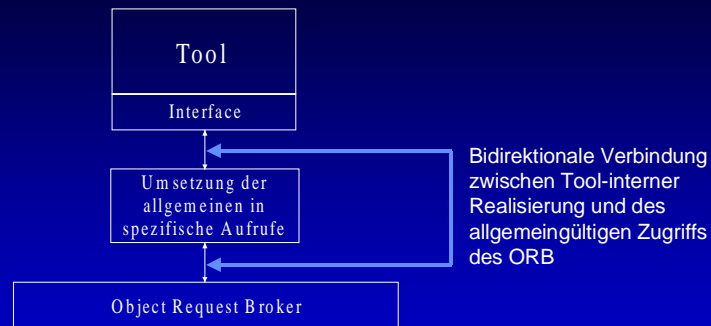 Tool
Interface
Umsetzung der
allgemeinen in
spezifische Aufrufe
Object Request Broker
Bidirektionale Verbindung
zwischen Tool-interner
Realisierung und des
allgemeingültigen Zugriffs
des ORB